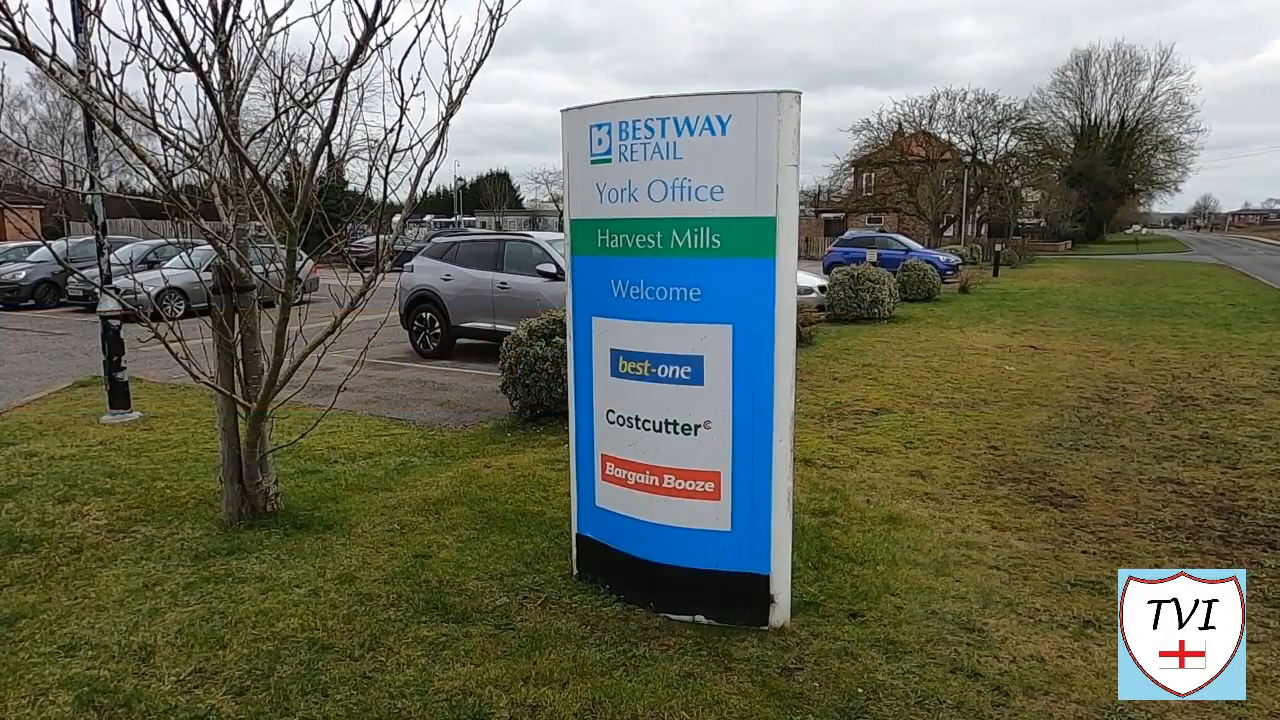 BESTWAY
RETAIL
York Office
Harvest Mills
Welcome
best-one
Costcutter
Bargain Booze
TVI